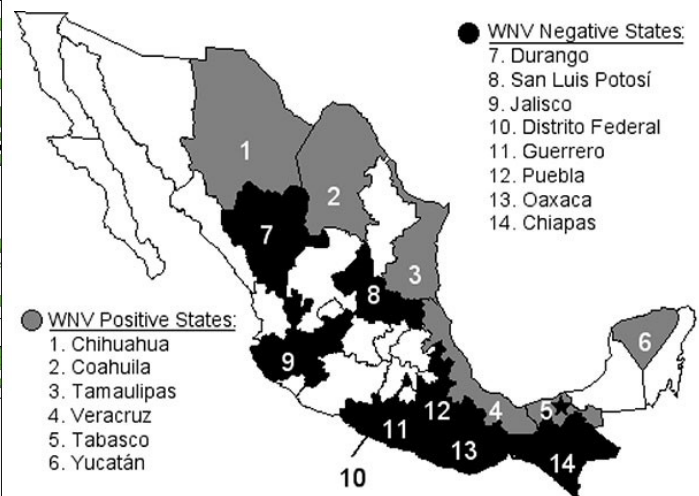 WNV Negative States:
7. Durango
8. San Luis Potosí
9. Jalisco
10. Distrito Federal
11. Guerrero
12. Puebla
13. Oaxaca
14. Chiapas
1
2
7
3
8
WNV Positive States:
1. Chihuahua
2. Coahuila
3. Tamaulipas
4. Veracruz
5. Tabasco
6. Yucatán
6
9
12
4
5
11
13
14
10